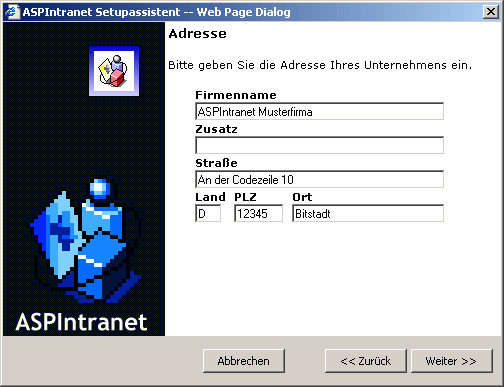 ASPIntranet Setupassistent -- Web Page Dialog
Adresse
Bitte geben Sie die Adresse Ihres Unternehmens ein.
Firmenname
ASPIntranet Musterfirma
Zusatz
Straße
An der Codezeile 10
Land PLZ Ort
D 12345 Bitstadt
ASPIntranet
Abbrechen << Zurück Weiter >>